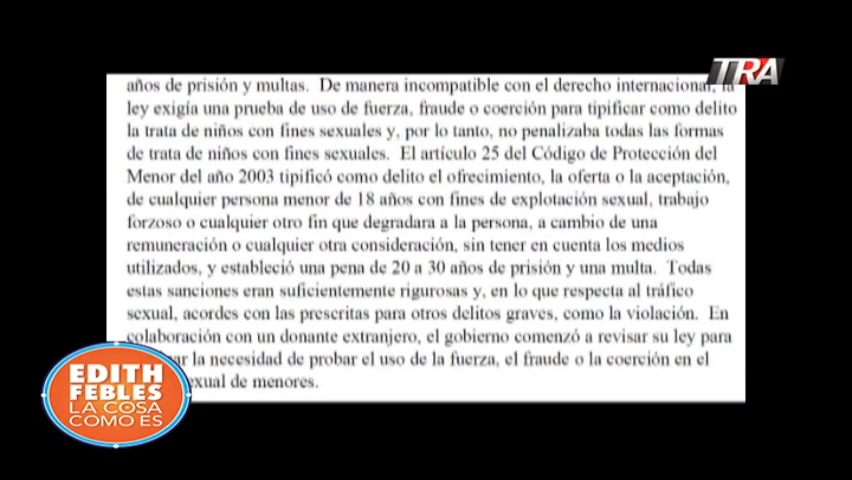 TRA
años de prisión y multas. De manera incompatible con el derecho internacional, la
ley exigía una prueba de uso de fuerza, fraude o coerción para tipificar como delito
la trata de niños con fines sexuales y, por lo tanto, no penalizaba todas las formas
de trata de niños con fines sexuales. El artículo 25 del Código de Protección del
Menor del año 2003 tipificó como delito el ofrecimiento, la oferta o la aceptación,
de cualquier persona menor de 18 años con fines de explotación sexual, trabajo
forzoso o cualquier otro fin que degradara a la persona, a cambio de una
remuneración o cualquier otra consideración, sin tener en cuenta los medios
utilizados, y estableció una pena de 20 a 30 años de prisión y una multa. Todas
estas sanciones eran suficientemente rigurosas y, en lo que respecta al tráfico
sexual, acordes con las prescritas para otros delitos graves, como la violación. En
colaboración con un donante extranjero, el gobierno comenzó a revisar su ley para
la necesidad de probar el uso de la fuerza, el fraude o la coerción en el
de menores.
EDITH
FEBLES
LA COSA
COMO ES